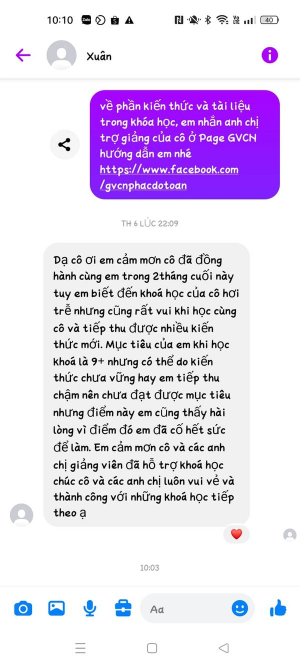 10:10
40
Xuân
về phần kiến thức và tài liệu
trong khóa học, em nhắn anh chị
trợ giảng của cô ở Page GVCN
hướng dẫn em nhé
https://www.facebook.com
/gvcnphacdotoan
TH 6 LÚC 22:09
Dạ cô ơi em cảm mơn cô đã đồng
hành cùng em trong 2tháng cuối này
tuy em biết đến khoá học của cô hơi
trễ nhưng cũng rất vui khi học cùng
cô và tiếp thu được nhiều kiến
thức mới. Mục tiêu của em khi học
khoá là 9+ nhưng có thể do kiến
thức chưa vững hay em tiếp thu
chậm nên chưa đạt được mục tiêu
nhưng điểm này em cũng thấy hài
lòng vì điểm đó em đã cố hết sức
để làm. Em cảm mơn cô và các anh
chị giảng viên đã hỗ trợ khoá học
chúc cô và các anh chị luôn vui vẻ và
thành công với những khoá học tiếp
theo ạ
10:03
Aa